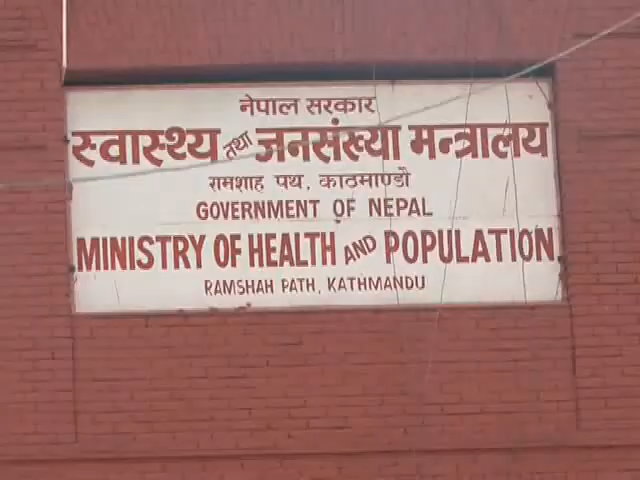 नेपाल सरकार
स्वास्थ्य तथा जनसंख्या मन्त्रालय
रामशाह पथ, काठमाण्डौ
GOVERNMENT OF NEPAL
MINISTRY OF HEALTH AND POPULATION
RAMSHAH PATH, KATHMANDU